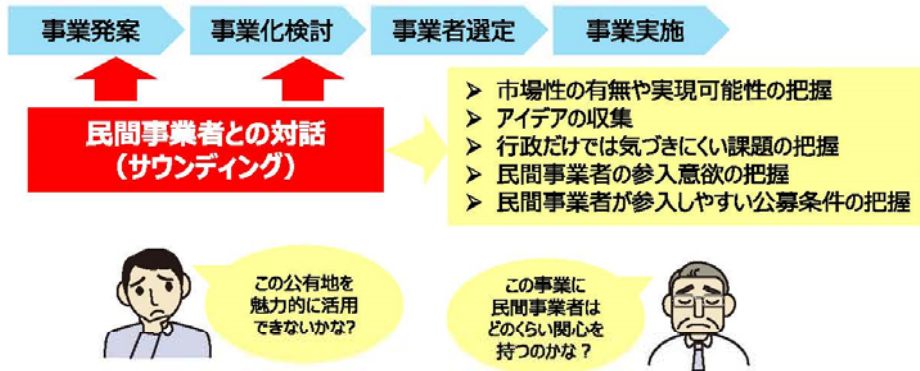 事業発案
事業化検討
事業者選定
事業実施
民間事業者との対話
(サウンディング)
➢ 市場性の有無や実現可能性の把握
➢ アイデアの収集
➢ 行政だけでは気づきにくい課題の把握
➢ 民間事業者の参入意欲の把握
➢ 民間事業者が参入しやすい公募条件の把握
この公有地を
魅力的に活用
できないかな?
この事業に
民間事業者は
どのくらい関心を
持つのかな?